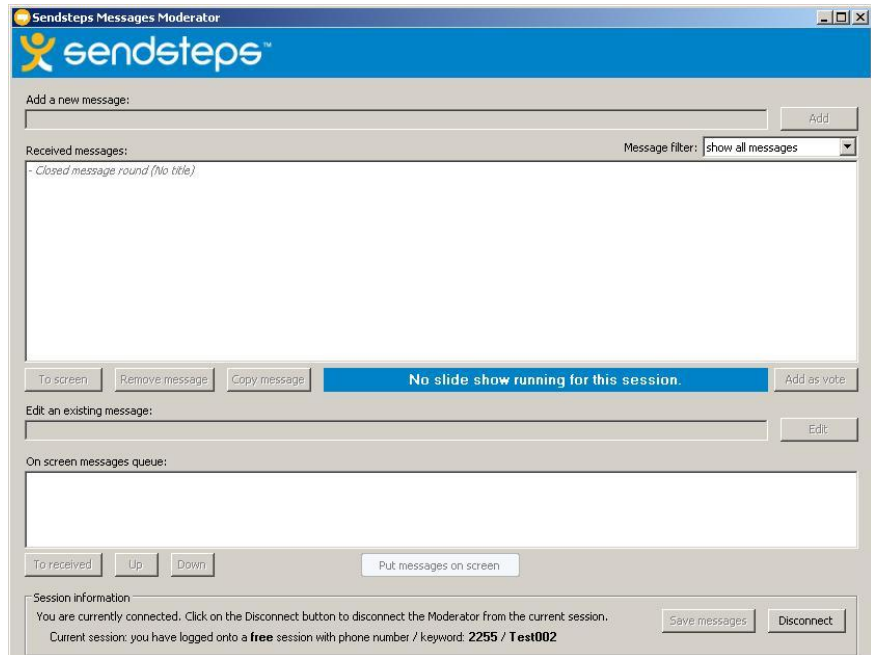 Sendsteps Messages Moderator
sendsteps™
Add a new message:
Add
Received messages:
Message filter: show all messages
- Closed message round (No title)
To screen Remove message Copy message No slide show running for this session. Add as vote
Edit an existing message:
Edit
On screen messages queue:
To received Up Down Put messages on screen
Session information
You are currently connected. Click on the Disconnect button to disconnect the Moderator from the current session.
Save messages Disconnect
Current session: you have logged onto a free session with phone number / keyword: 2255 / Test002